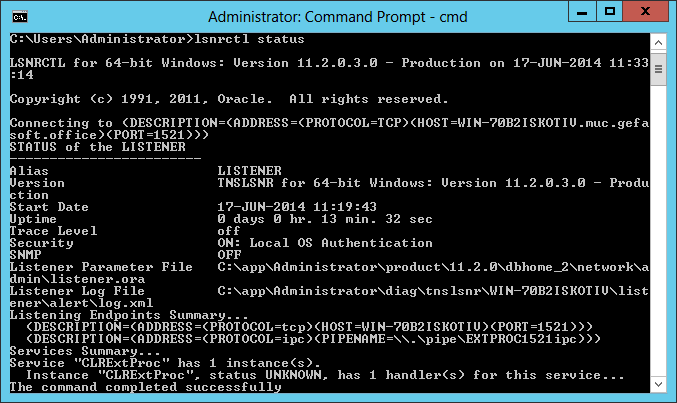 Administrator: Command Prompt - cmd
C:\Users\Administrator>lsnrctl status
LSNRCTL for 64-bit Windows: Version 11.2.0.3.0 - Production on 17-JUN-2014 11:33
:14
Copyright (c) 1991, 2011, Oracle.  All rights reserved.
Connecting to (DESCRIPTION=(ADDRESS=(PROTOCOL=TCP)(HOST=WIN-70B2ISKOTIV.muc.gefa
soft.office)(PORT=1521)))
STATUS of the LISTENER
------------------------
Alias                     LISTENER
Version                   TNSLSNR for 64-bit Windows: Version 11.2.0.3.0 - Produ
ction
Start Date                17-JUN-2014 11:19:43
Uptime                    0 days 0 hr. 13 min. 32 sec
Trace Level               off
Security                  ON: Local OS Authentication
SNMP                      OFF
Listener Parameter File   C:\app\Administrator\product\11.2.0\dbhome_2\network\a
dmin\listener.ora
Listener Log File         C:\app\Administrator\diag\tnslsnr\WIN-70B2ISKOTIV\list
ener\alert\log.xml
Listening Endpoints Summary...
  (DESCRIPTION=(ADDRESS=(PROTOCOL=tcp)(HOST=WIN-70B2ISKOTIV)(PORT=1521)))
  (DESCRIPTION=(ADDRESS=(PROTOCOL=ipc)(PIPENAME=\\.\pipe\EXTPROC1521ipc)))
Services Summary...
Service "CLRExtProc" has 1 instance(s).
  Instance "CLRExtProc", status UNKNOWN, has 1 handler(s) for this service...
The command completed successfully